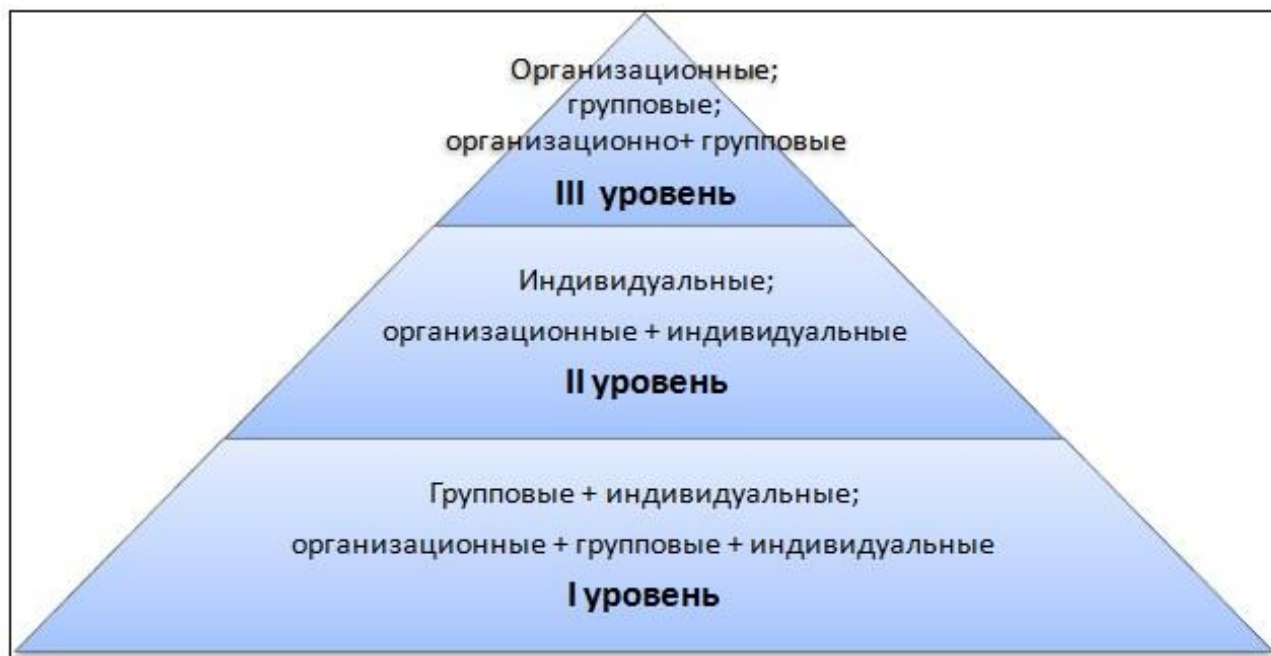 Организационные;
групповые;
организационно+ групповые
III уровень
Индивидуальные;
организационные + индивидуальные
II уровень
Групповые + индивидуальные;
организационные + групповые + индивидуальные
I уровень